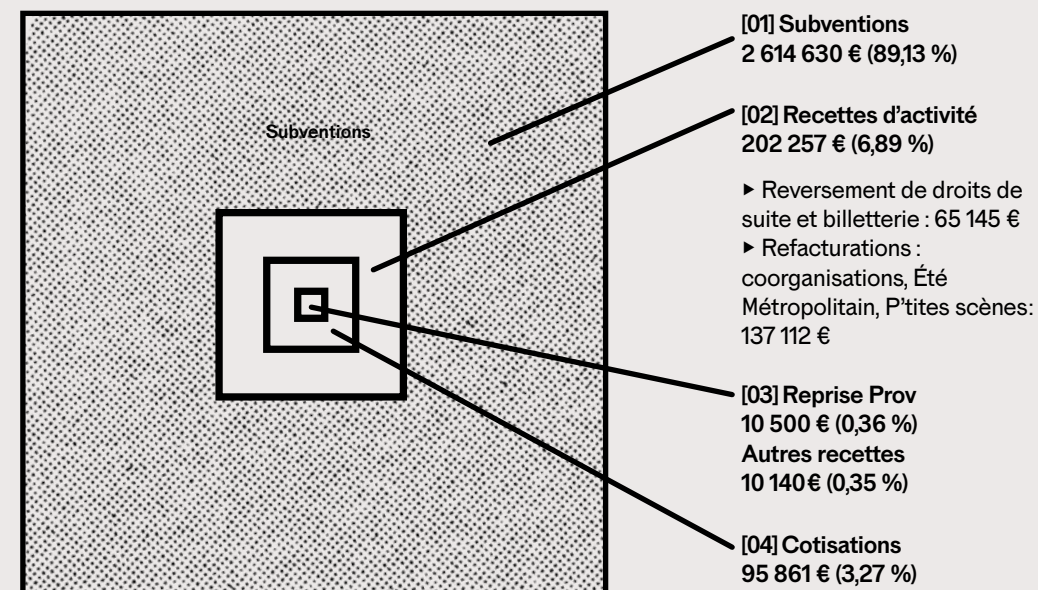 Subventions
[01] Subventions
2 614 630 € (89,13 %)
[02] Recettes d’activité
202 257 € (6,89 %)
▶ Reversement de droits de
suite et billetterie : 65 145 €
▶ Refacturations :
coorganisations, Été
Métropolitain, P’tites scènes:
137 112 €
[03] Reprise Prov
10 500 € (0,36 %)
Autres recettes
10 140 € (0,35 %)
[04] Cotisations
95 861 € (3,27 %)